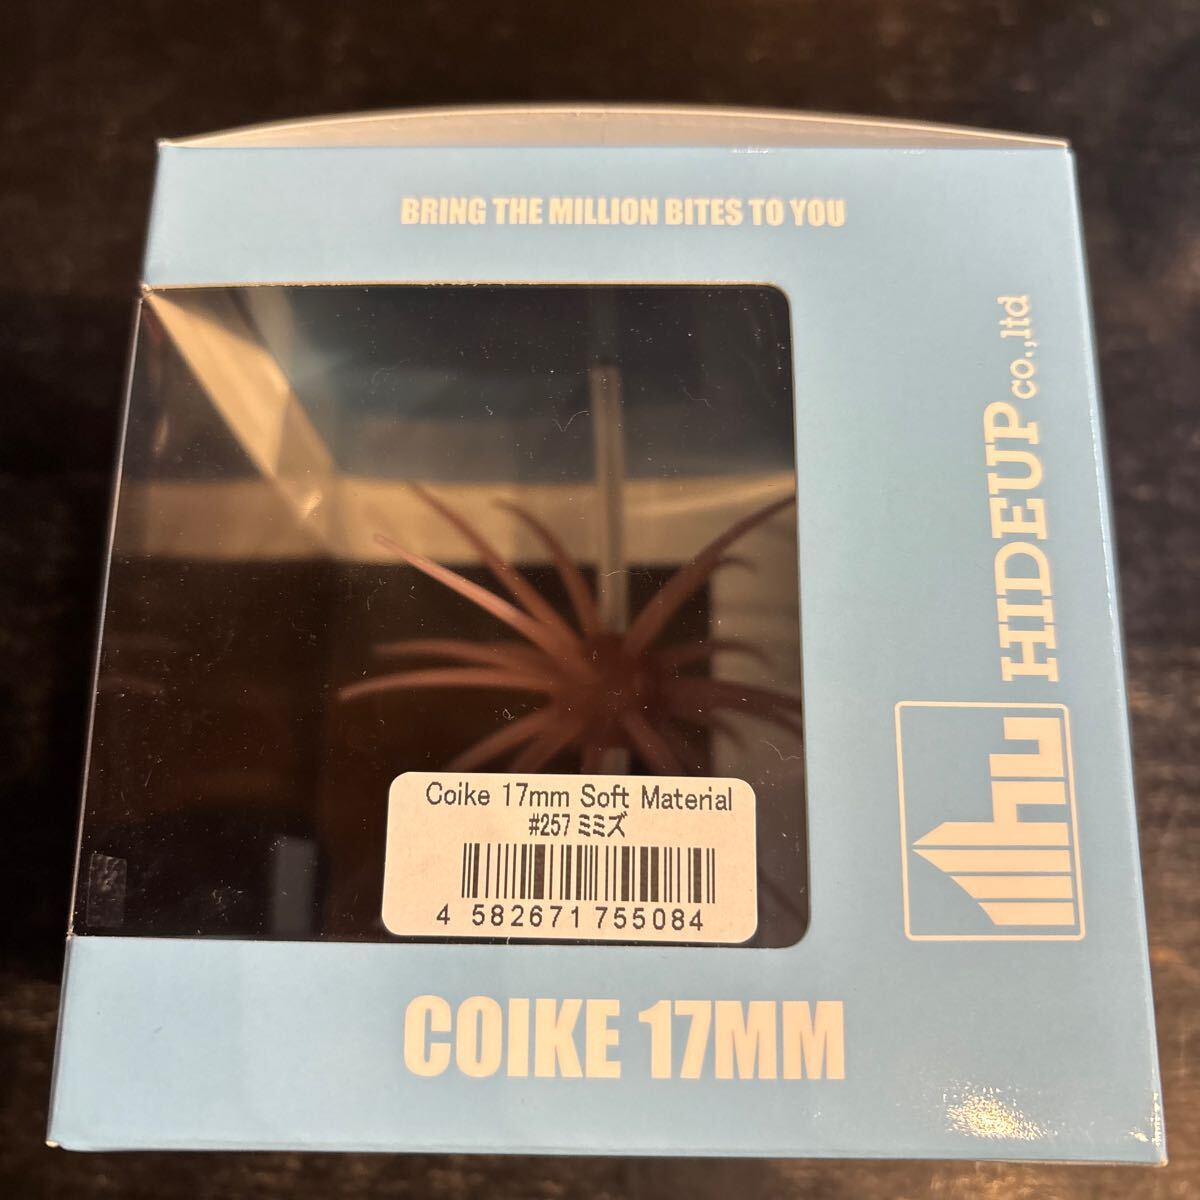 BRING THE MILLION BITES TO YOU
HIDEUP co.,ltd
hu
Coike 17mm Soft Material
#257 ミミズ
4 582671 755084
COIKE 17MM